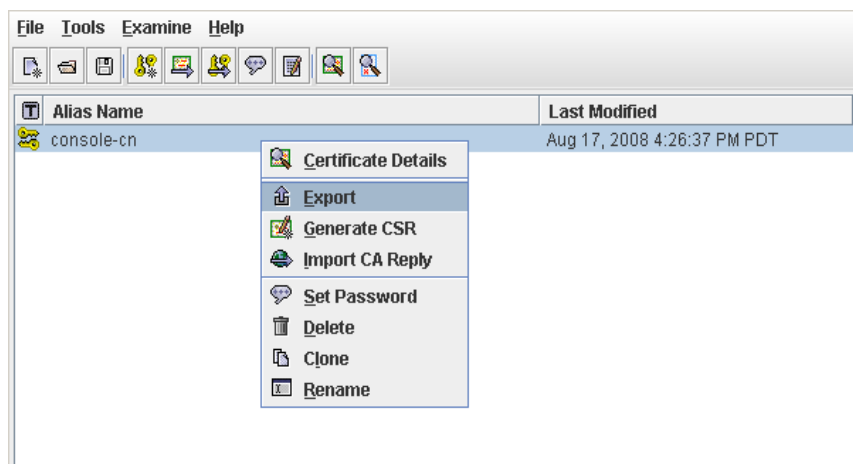 File Tools Examine Help
T Alias Name Last Modified
console-cn Aug 17, 2008 4:26:37 PM PDT
Certificate Details
Export
Generate CSR
Import CA Reply
Set Password
Delete
Clone
Rename